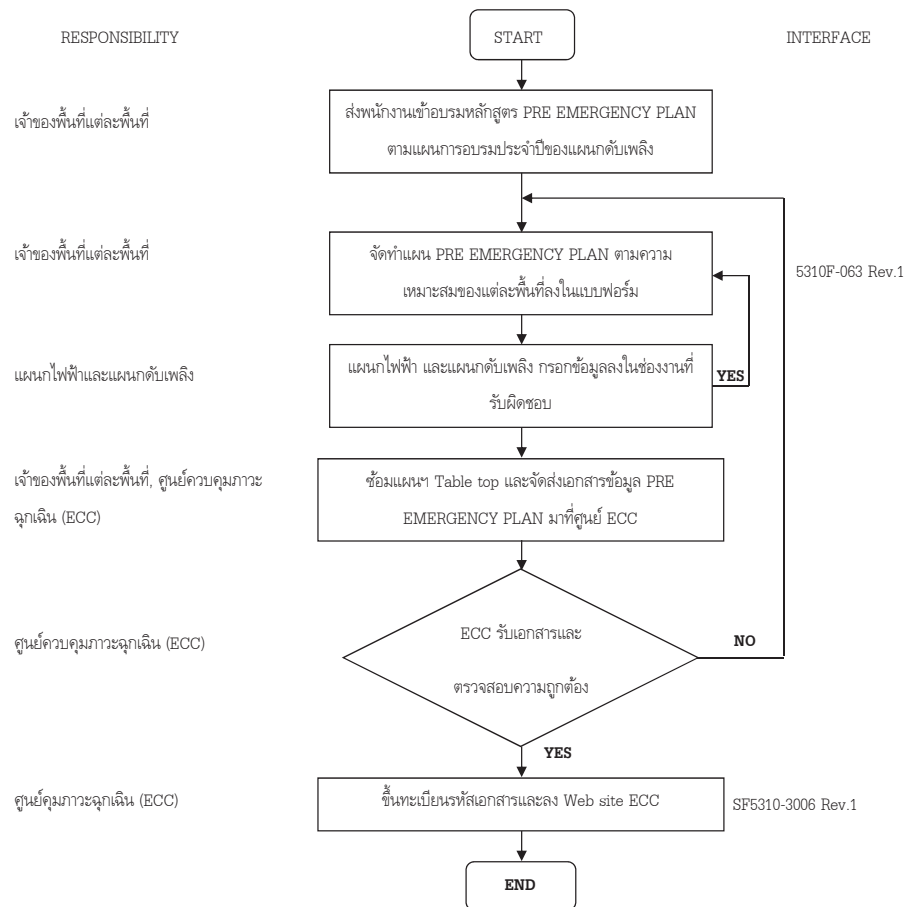 RESPONSIBILITY
START
INTERFACE
เจ้าของพื้นที่แต่ละพื้นที่
ส่งพนักงานเข้าอบรมหลักสูตร PRE EMERGENCY PLAN
ตามแผนการอบรมประจำปีของแผนกดับเพลิง
เจ้าของพื้นที่แต่ละพื้นที่
จัดทำแผน PRE EMERGENCY PLAN ตามความ
เหมาะสมของแต่ละพื้นที่ลงในแบบฟอร์ม
5310F-063 Rev.1
แผนกไฟฟ้าและแผนกดับเพลิง
แผนกไฟฟ้า และแผนกดับเพลิง กรอกข้อมูลลงในช่องงานที่
รับผิดชอบ
YES
เจ้าของพื้นที่แต่ละพื้นที่, ศูนย์ควบคุมภาวะ
ฉุกเฉิน (ECC)
ซ้อมแผนฯ Table top และจัดส่งเอกสารข้อมูล PRE
EMERGENCY PLAN มาที่ศูนย์ ECC
ศูนย์ควบคุมภาวะฉุกเฉิน (ECC)
ECC รับเอกสารและ
ตรวจสอบความถูกต้อง
NO
YES
ศูนย์คุมภาวะฉุกเฉิน (ECC)
ขึ้นทะเบียนรหัสเอกสารและลง Web site ECC
SF5310-3006 Rev.1
END